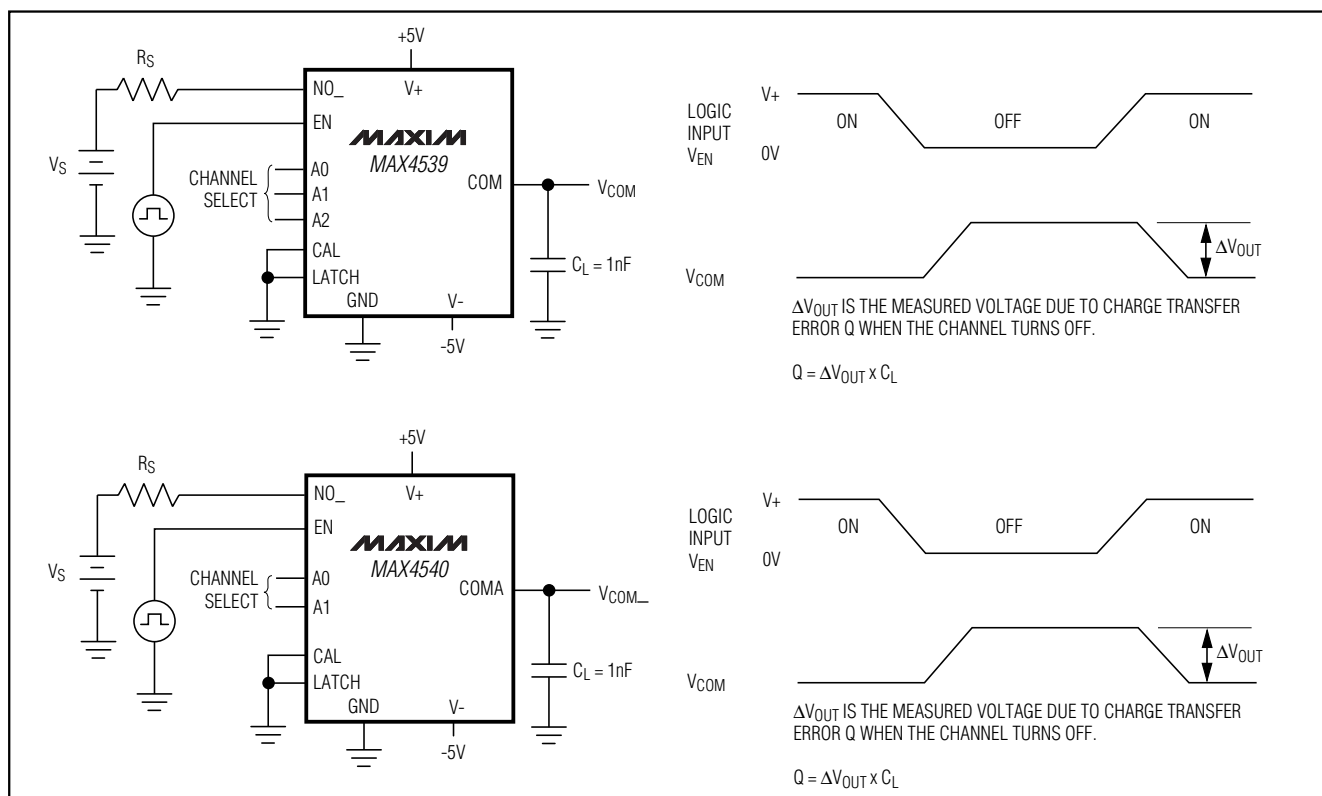 +5V
RS
NO_
V+
EN
MAXIM
MAX4539
VS
CHANNEL
SELECT
A0
A1
A2
COM
VCOM
CAL
LATCH
CL = 1nF
GND
V-
-5V
LOGIC
INPUT
VEN
V+
0V
ON
OFF
ON
VCOM
ΔVOUT
ΔVOUT IS THE MEASURED VOLTAGE DUE TO CHARGE TRANSFER
ERROR Q WHEN THE CHANNEL TURNS OFF.
Q = ΔVOUT x CL
+5V
RS
NO_
V+
EN
MAXIM
MAX4540
VS
CHANNEL
SELECT
A0
A1
COMA
VCOM_
CAL
LATCH
CL = 1nF
GND
V-
-5V
LOGIC
INPUT
VEN
V+
0V
ON
OFF
ON
VCOM
ΔVOUT
ΔVOUT IS THE MEASURED VOLTAGE DUE TO CHARGE TRANSFER
ERROR Q WHEN THE CHANNEL TURNS OFF.
Q = ΔVOUT x CL